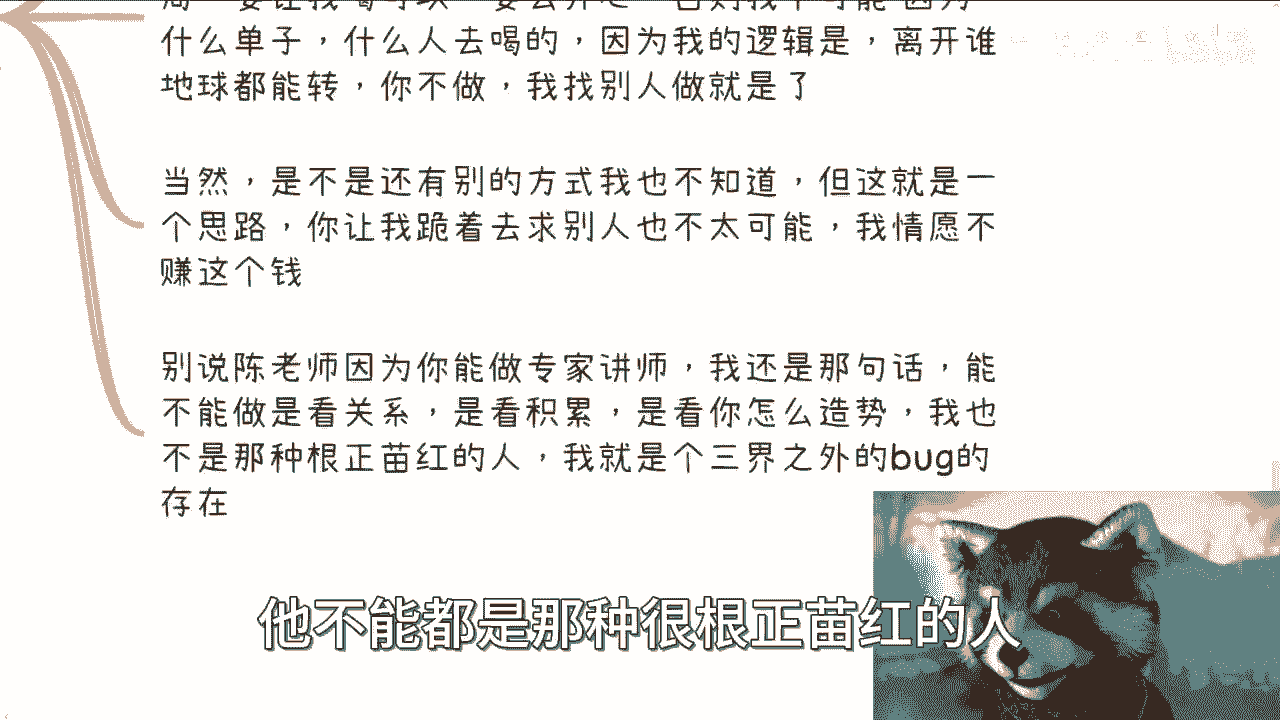 什么单子，什么人去喝的，因为我的逻辑是，离开谁
地球都能转，你不做，我找别人做就是了
当然，是不是还有别的方式我也不知道，但这就是一
个思路，你让我跪着去求别人也不太可能，我情愿不
赚这个钱
别说陈老师因为你能做专家讲师，我还是那句话，能
不能做是看关系，是看积累，是看你怎么造势，我也
不是那种根正苗红的人，我就是个三界之外的bug的
存在
他不能都是那种很根正苗红的人